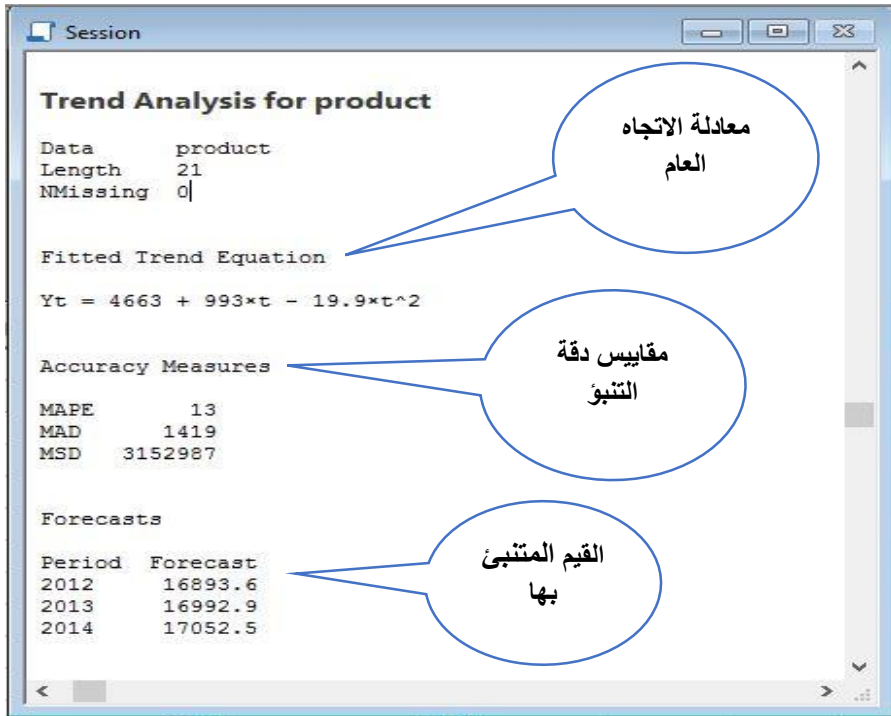 Session
Trend Analysis for product
معادلة الاتجاه
العام
Data product
Length 21
NMissing 0
Fitted Trend Equation
Yt = 4663 + 993×t - 19.9×t^2
مقاييس دقة
التنبؤ
Accuracy Measures
MAPE 13
MAD 1419
MSD 3152987
Forecasts
القيم المتنبئ
بها
Period Forecast
2012 16893.6
2013 16992.9
2014 17052.5